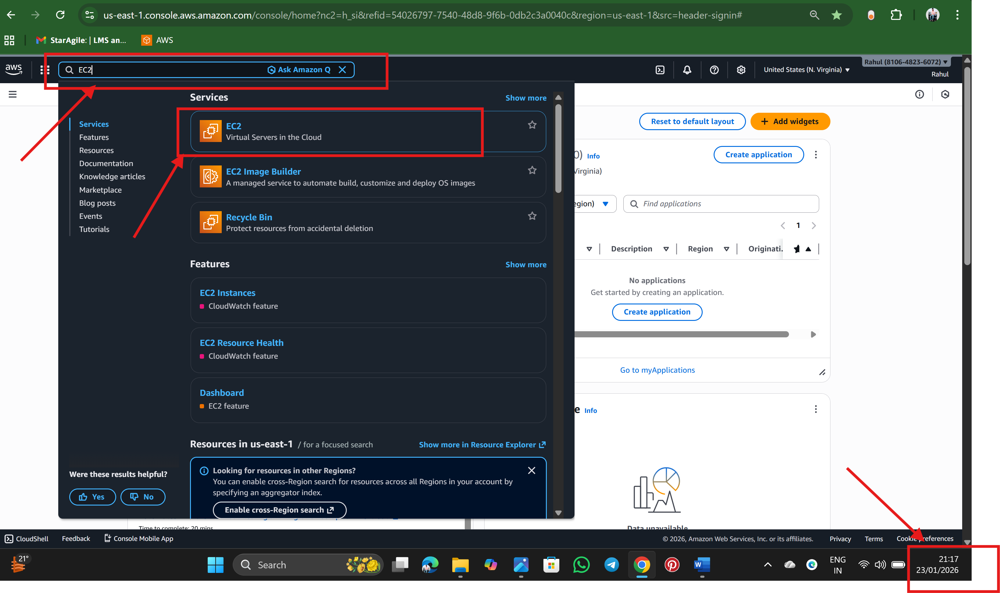 us-east-1.console.aws.amazon.com/console/home?nc2=h_si&refid=54026797-7540-48d8-9f6b-0db2c3a0040c&region=us-east-1&src=header-signin#
StarAgile: | LMS an...
AWS
aws
EC2
Ask Amazon Q
United States (N. Virginia)
Rahul (8106-4823-6072)
Rahul
Services
Features
Resources
Documentation
Knowledge articles
Marketplace
Blog posts
Events
Tutorials
Services
Show more
EC2
Virtual Servers in the Cloud
EC2 Image Builder
A managed service to automate build, customize and deploy OS images
Recycle Bin
Protect resources from accidental deletion
Features
Show more
EC2 Instances
CloudWatch feature
EC2 Resource Health
CloudWatch feature
Dashboard
EC2 feature
Resources in us-east-1 / for a focused search
Show more in Resource Explorer
Looking for resources in other Regions?
You can enable cross-Region search for resources across all Regions in your account by
specifying an aggregator index.
Enable cross-Region search
Were these results helpful?
Yes
No
Reset to default layout
+ Add widgets
0) Info
Create application
Virginia)
egion)
Find applications
1
Description
Region
Originati.
No applications
Get started by creating an application.
Create application
Go to myApplications
e Info
Data unavailable
Time to complete: 20 mins
CloudShell
Feedback
Console Mobile App
© 2026, Amazon Web Services, Inc. or its affiliates.
Privacy
Terms
Cookie preferences
21°
Search
ENG
IN
21:17
23/01/2026